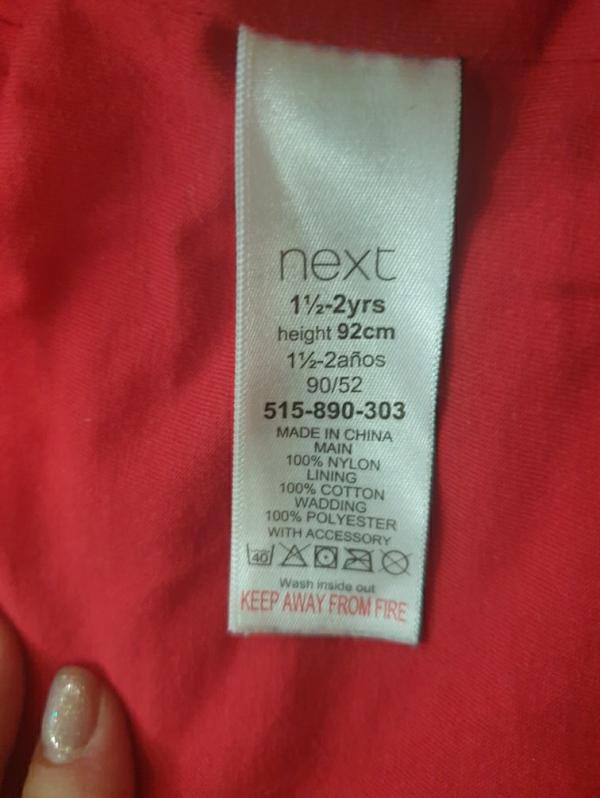 next
1½-2yrs
height 92cm
1½-2años
90/52
515-890-303
MADE IN CHINA
MAIN
100% NYLON
LINING
100% COTTON
WADDING
100% POLYESTER
WITH ACCESSORY
40
Wash inside out
KEEP AWAY FROM FIRE